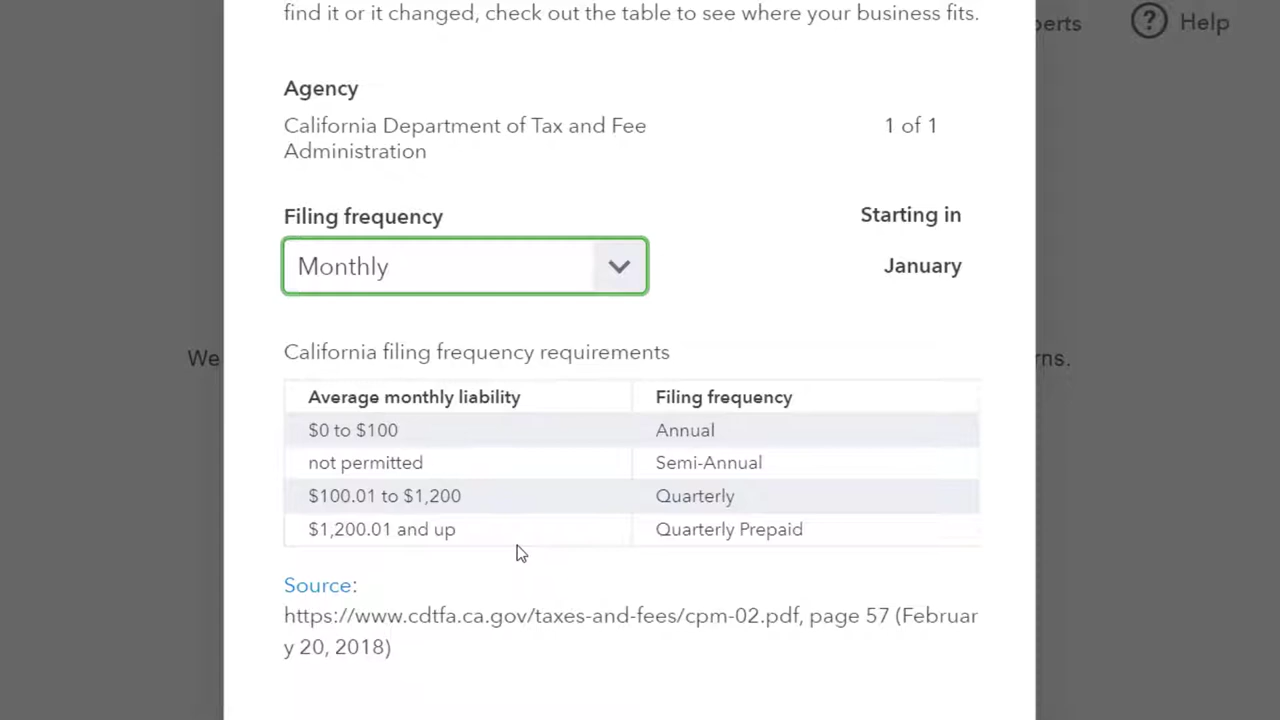 find it or it changed, check out the table to see where your business fits.
perts
Help
Agency
California Department of Tax and Fee
Administration
1 of 1
Filing frequency
Starting in
Monthly
January
California filing frequency requirements
We
rns.
Average monthly liability
Filing frequency
$0 to $100
Annual
not permitted
Semi-Annual
$100.01 to $1,200
Quarterly
$1,200.01 and up
Quarterly Prepaid
Source:
https://www.cdtfa.ca.gov/taxes-and-fees/cpm-02.pdf, page 57 (Februar
y 20, 2018)